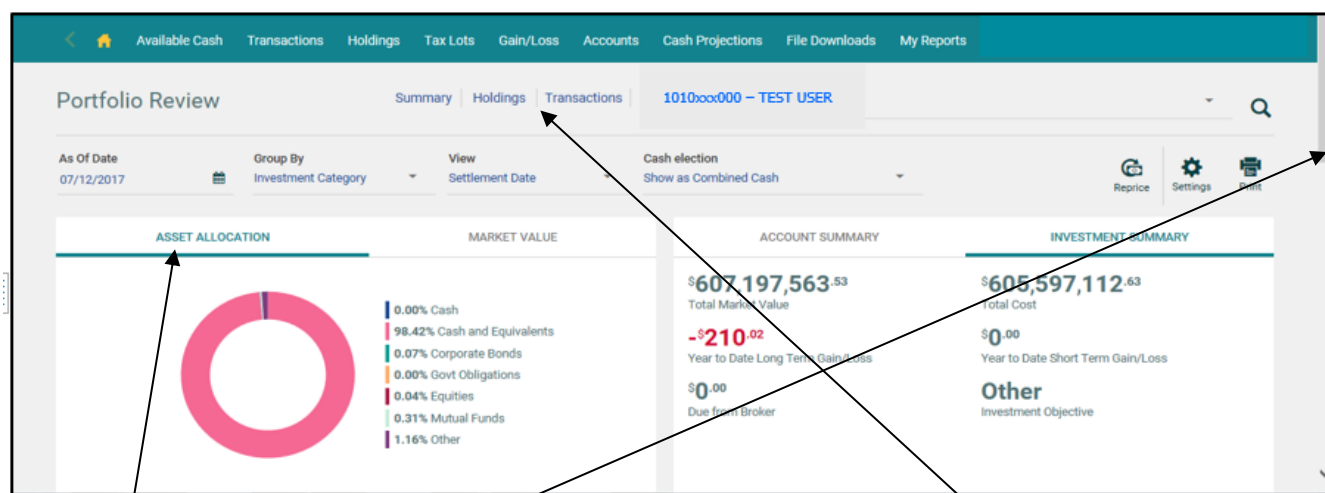 Available Cash Transactions Holdings Tax Lots Gain/Loss Accounts Cash Projections File Downloads My Reports
Portfolio Review Summary Holdings Transactions 1010xxx000 – TEST USER
As Of Date Group By View Cash election
07/12/2017 Investment Category Settlement Date Show as Combined Cash
Reprice Settings Print
ASSET ALLOCATION MARKET VALUE ACCOUNT SUMMARY INVESTMENT SUMMARY
0.00% Cash
98.42% Cash and Equivalents
0.07% Corporate Bonds
0.00% Govt Obligations
0.04% Equities
0.31% Mutual Funds
1.16% Other
$607,197,563.53 $605,597,112.63
Total Market Value Total Cost
-$210.02 $0.00
Year to Date Long Term Gain/Loss Year to Date Short Term Gain/Loss
$0.00 Other
Due from Broker Investment Objective